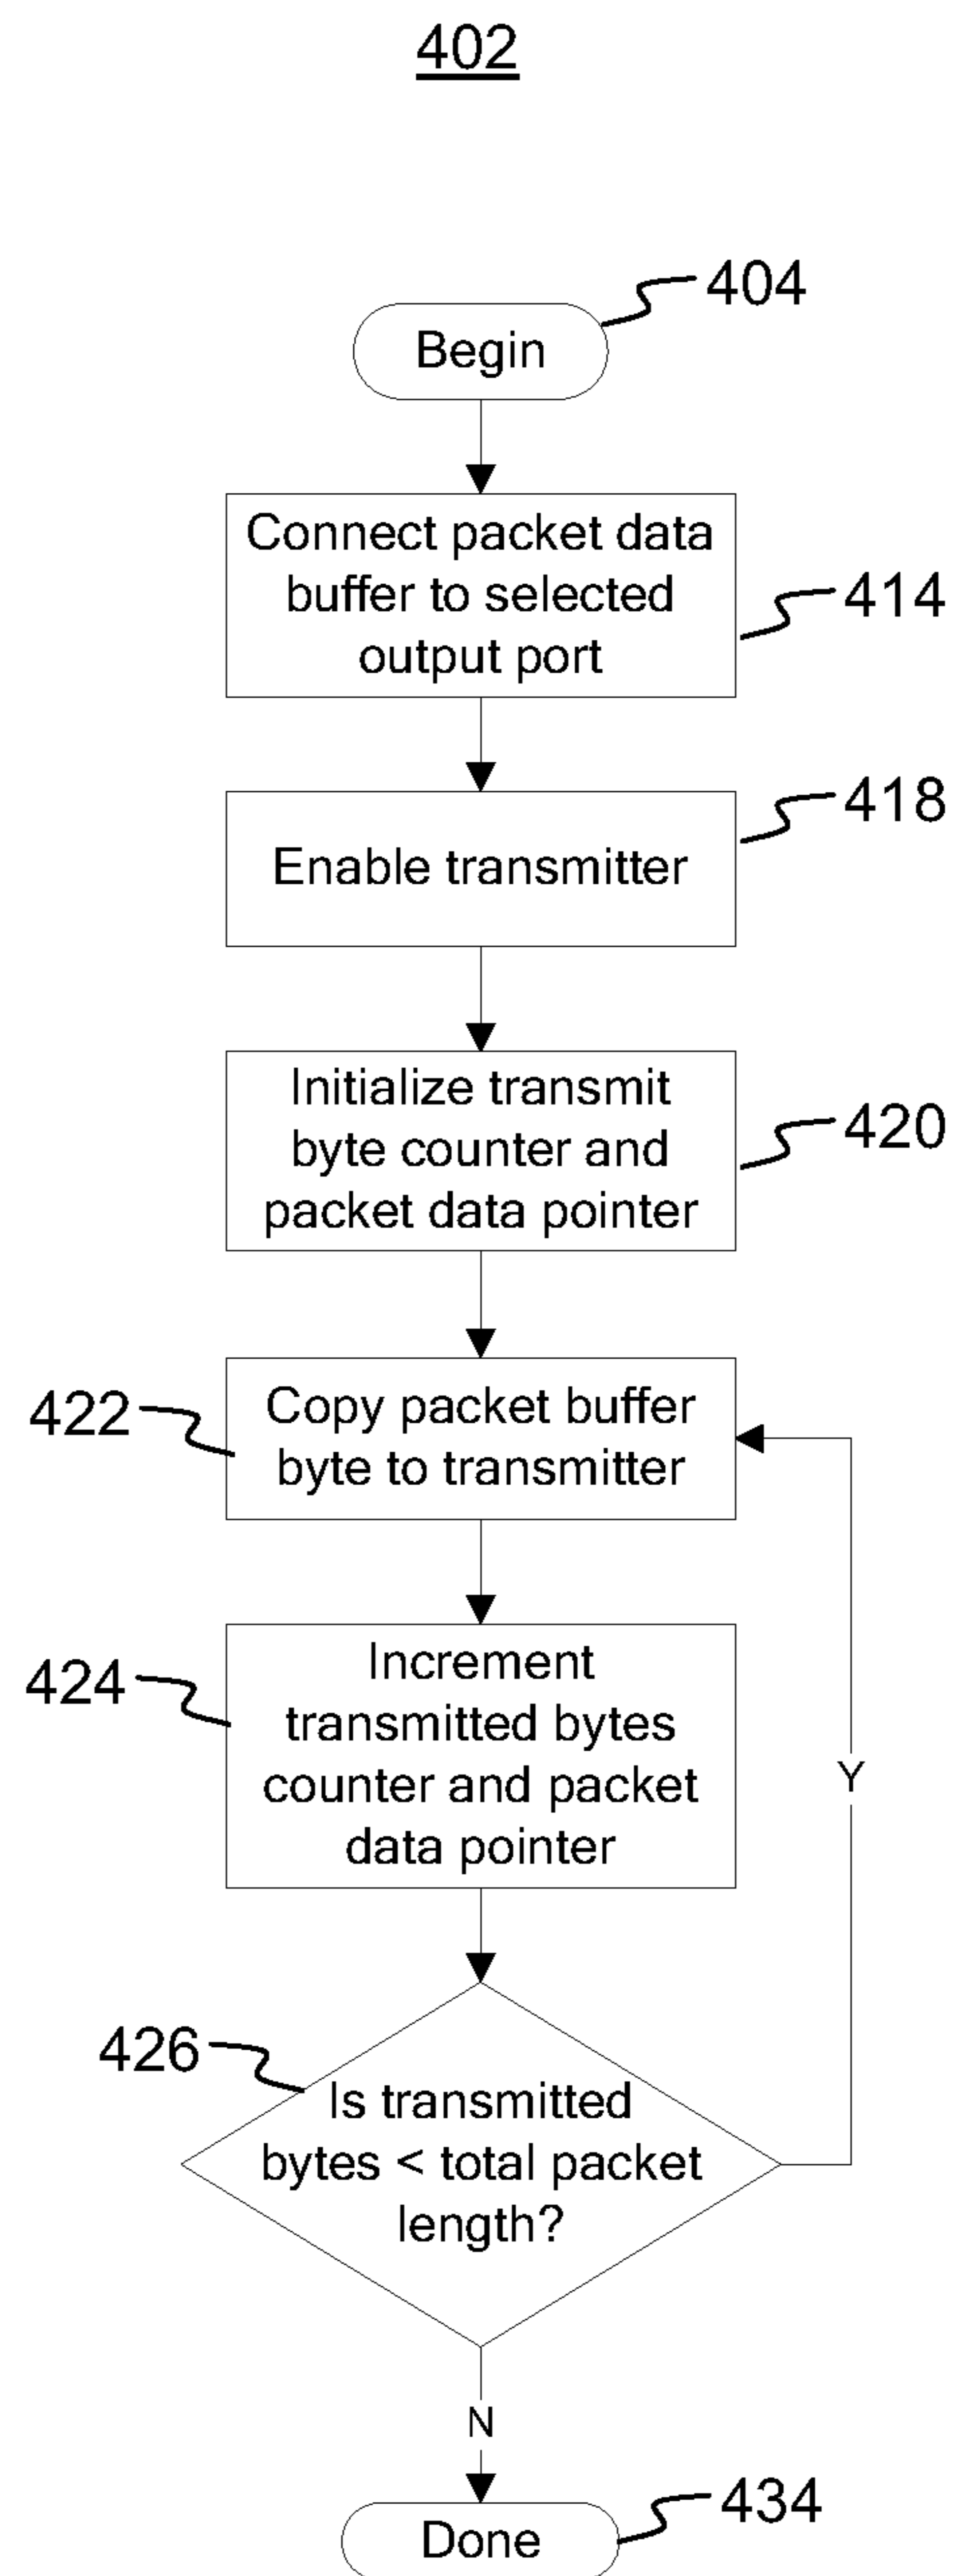 402
404
Begin
Connect packet data
buffer to selected
output port
414
418
Enable transmitter
Initialize transmit
byte counter and
packet data pointer
420
422
Copy packet buffer
byte to transmitter
424
Increment
transmitted bytes
counter and packet
data pointer
Y
426
Is transmitted
bytes < total packet
length?
N
434
Done